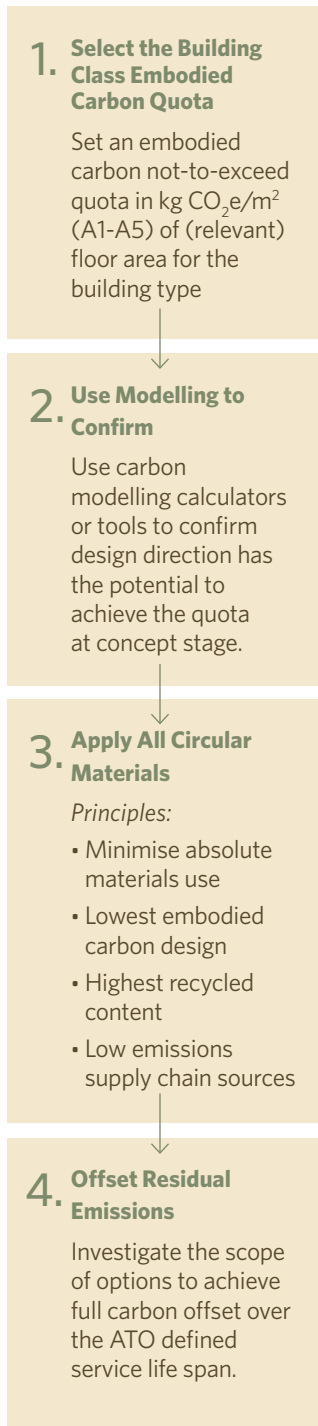 1. Select the Building
Class Embodied
Carbon Quota
Set an embodied
carbon not-to-exceed
quota in kg CO₂e/m²
(A1-A5) of (relevant)
floor area for the
building type
2. Use Modelling to
Confirm
Use carbon
modelling calculators
or tools to confirm
design direction has
the potential to
achieve the quota
at concept stage.
3. Apply All Circular
Materials
Principles:
• Minimise absolute
materials use
• Lowest embodied
carbon design
• Highest recycled
content
• Low emissions
supply chain sources
4. Offset Residual
Emissions
Investigate the scope
of options to achieve
full carbon offset over
the ATO defined
service life span.